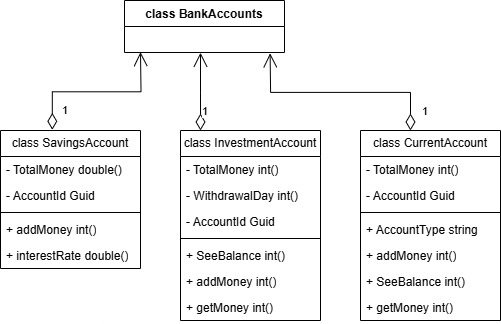 class BankAccounts
1
1
1
class SavingsAccount
- TotalMoney double()
- AccountId Guid
+ addMoney int()
+ interestRate double()
class InvestmentAccount
- TotalMoney int()
- WithdrawalDay int()
- AccountId Guid
+ SeeBalance int()
+ addMoney int()
+ getMoney int()
class CurrentAccount
- TotalMoney int()
- AccountId Guid
+ AccountType string
+ addMoney int()
+ SeeBalance int()
+ getMoney int()